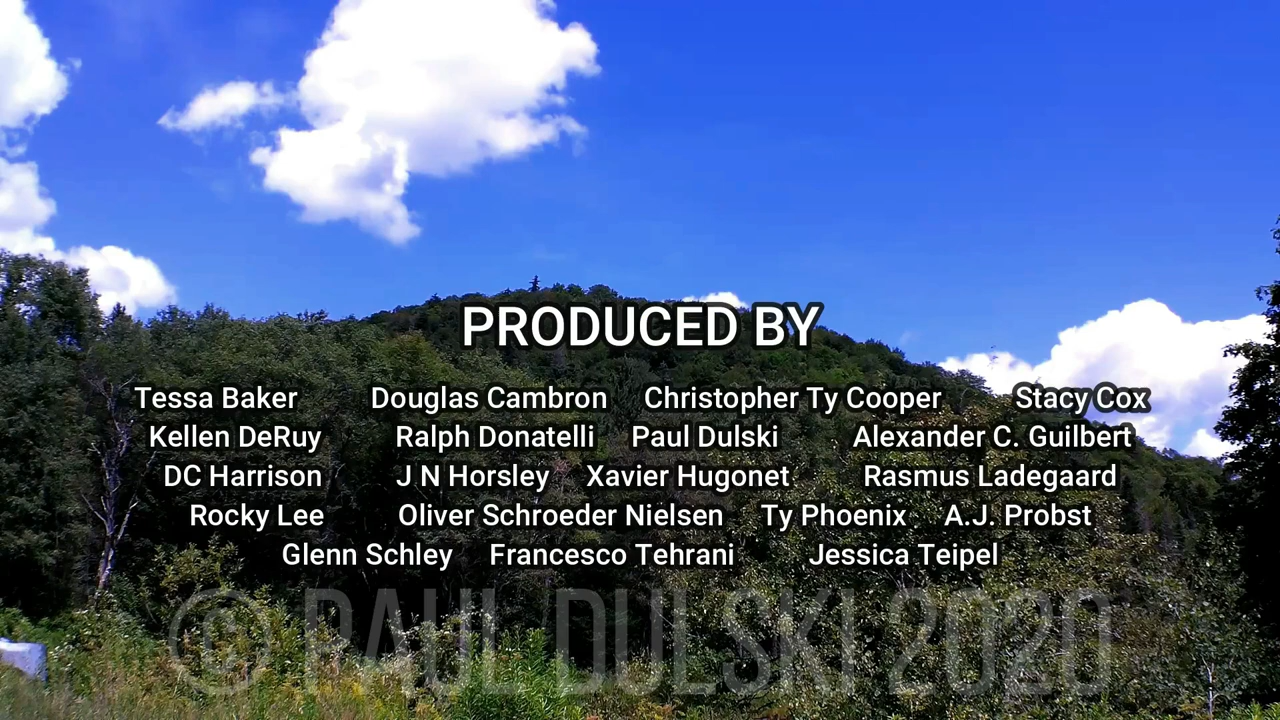 PRODUCED BY
Tessa Baker Douglas Cambron Christopher Ty Cooper Stacy Cox
Kellen DeRuy Ralph Donatelli Paul Dulski Alexander C. Guilbert
DC Harrison J N Horsley Xavier Hugonet Rasmus Ladegaard
Rocky Lee Oliver Schroeder Nielsen Ty Phoenix A.J. Probst
Glenn Schley Francesco Tehrani Jessica Teipel
© PAUL DULSKI 2020